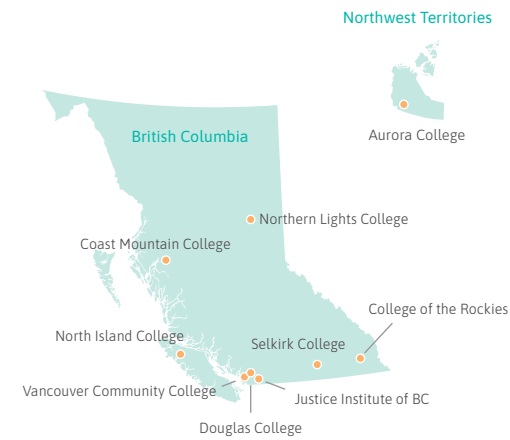 Northwest Territories
Aurora College
British Columbia
Northern Lights College
Coast Mountain College
College of the Rockies
North Island College
Selkirk College
Vancouver Community College
Justice Institute of BC
Douglas College